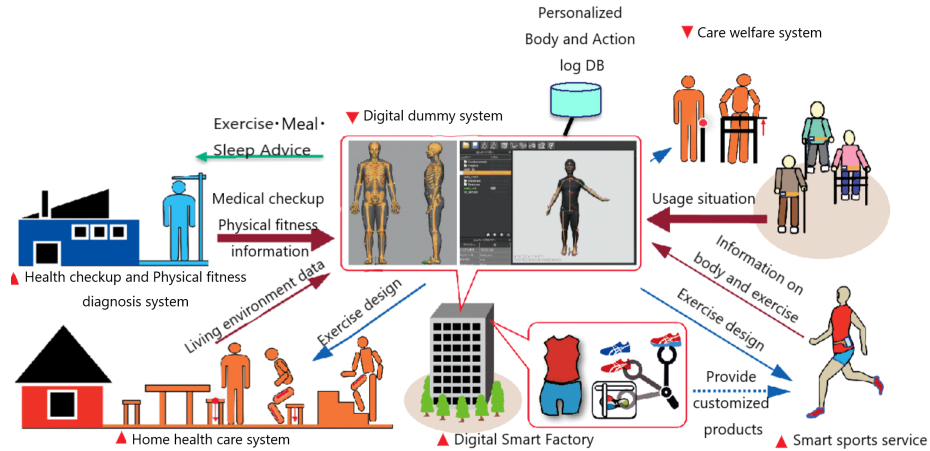 Personalized
Body and Action
log DB
▼ Care welfare system
▼ Digital dummy system
Exercise・Meal・
Sleep Advice
Medical checkup
Physical fitness
information
Usage situation
▲ Health checkup and Physical fitness
diagnosis system
Living environment data
Exercise design
Information on
body and exercise
Exercise design
Provide
customized
products
▲ Home health care system
▲ Digital Smart Factory
▲ Smart sports service